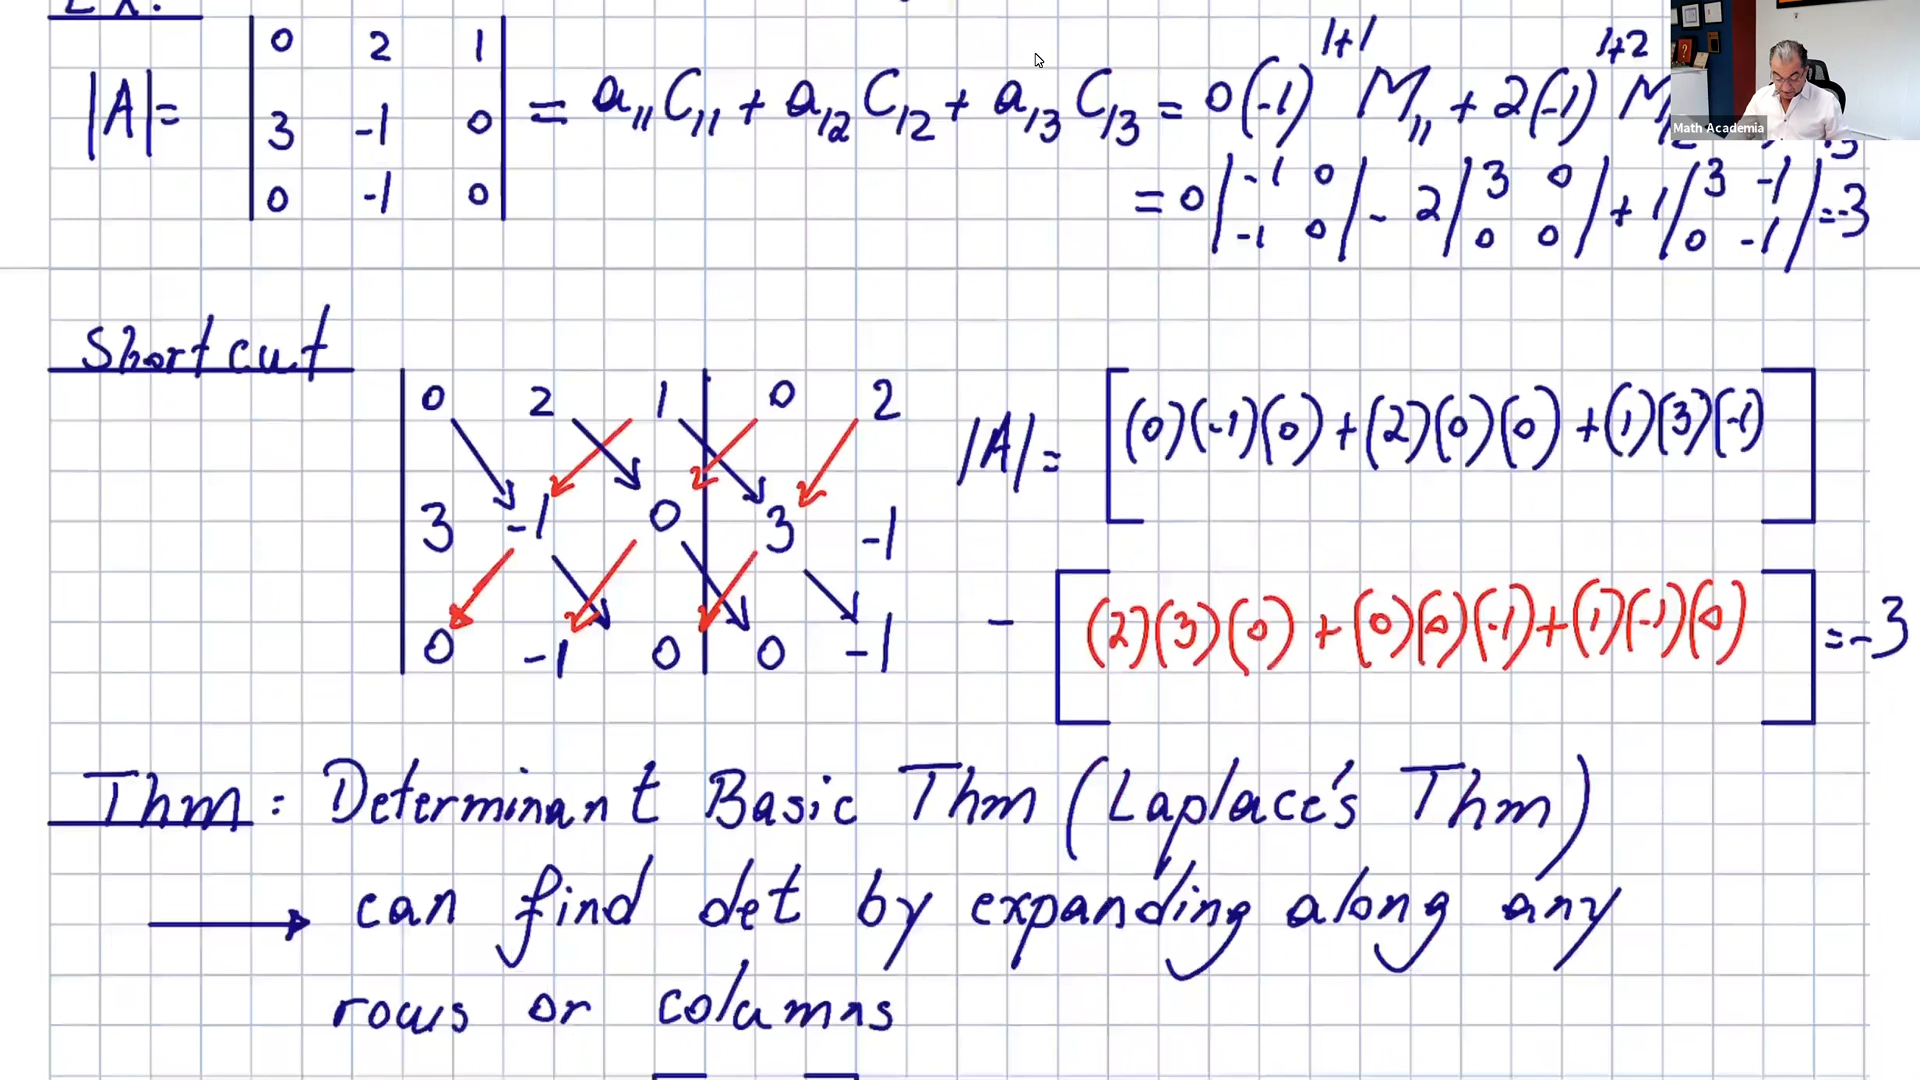 Ex:
|A| = | 0 2 1 | = a₁₁C₁₁ + a₁₂C₁₂ + a₁₃C₁₃ = 0(-1)¹⁺¹ M₁₁ + 2(-1)¹⁺² M
3 -1 0
0 -1 0
= 0 | -1 0 | - 2 | 3 0 | + 1 | 3 -1 | = -3
-1 0 0 0 0 -1
Math Academia
Shortcut
0 2 1 0 2
3 -1 0 3 -1
0 -1 0 0 -1
|A| = [ (0)(-1)(0) + (2)(0)(0) + (1)(3)(-1) ]
- [ (2)(3)(0) + (0)(0)(-1) + (1)(-1)(0) ] = -3
Thm: Determinant Basic Thm (Laplace's Thm)
→ can find det by expanding along any
rows or columns